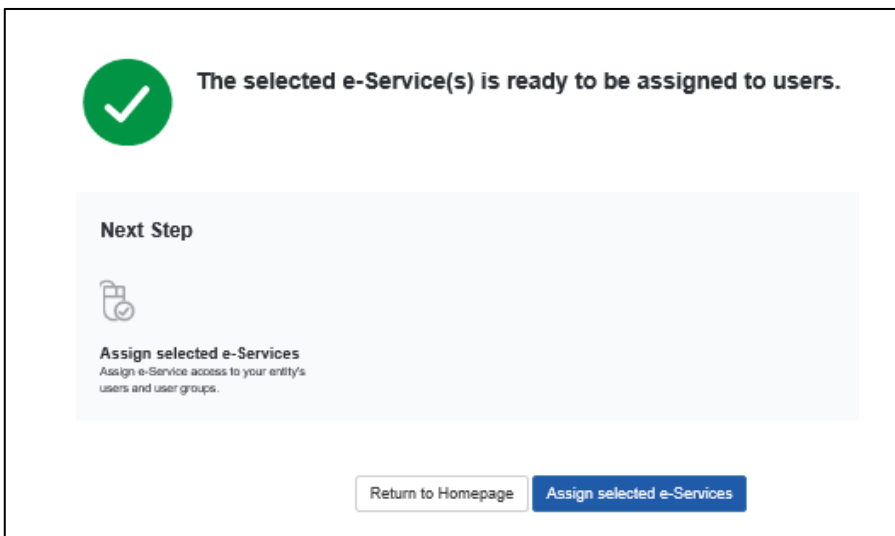 The selected e-Service(s) is ready to be assigned to users.
Next Step
Assign selected e-Services
Assign e-Service access to your entity's
users and user groups.
Return to Homepage
Assign selected e-Services